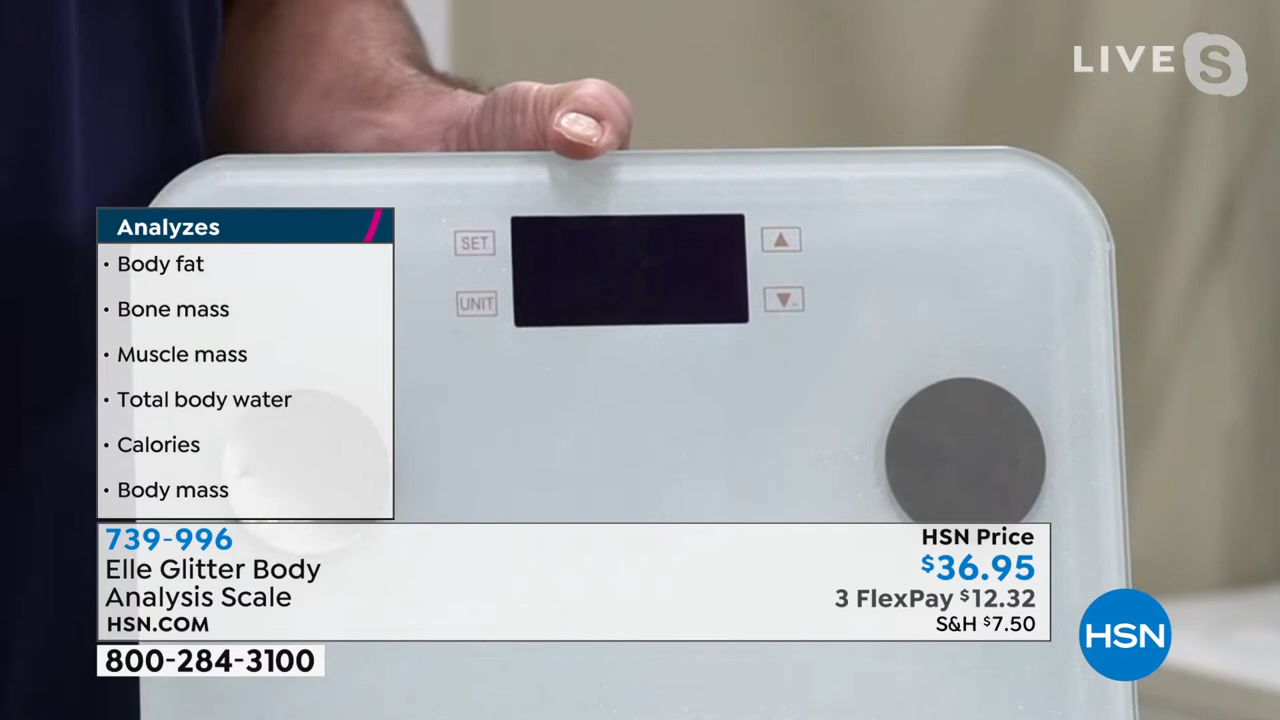 LIVE S
SET
UNIT
Analyzes
· Body fat
· Bone mass
· Muscle mass
· Total body water
· Calories
· Body mass
739-996
Elle Glitter Body
Analysis Scale
HSN.COM
HSN Price
$36.95
3 FlexPay $12.32
S&H $7.50
800-284-3100
HSN